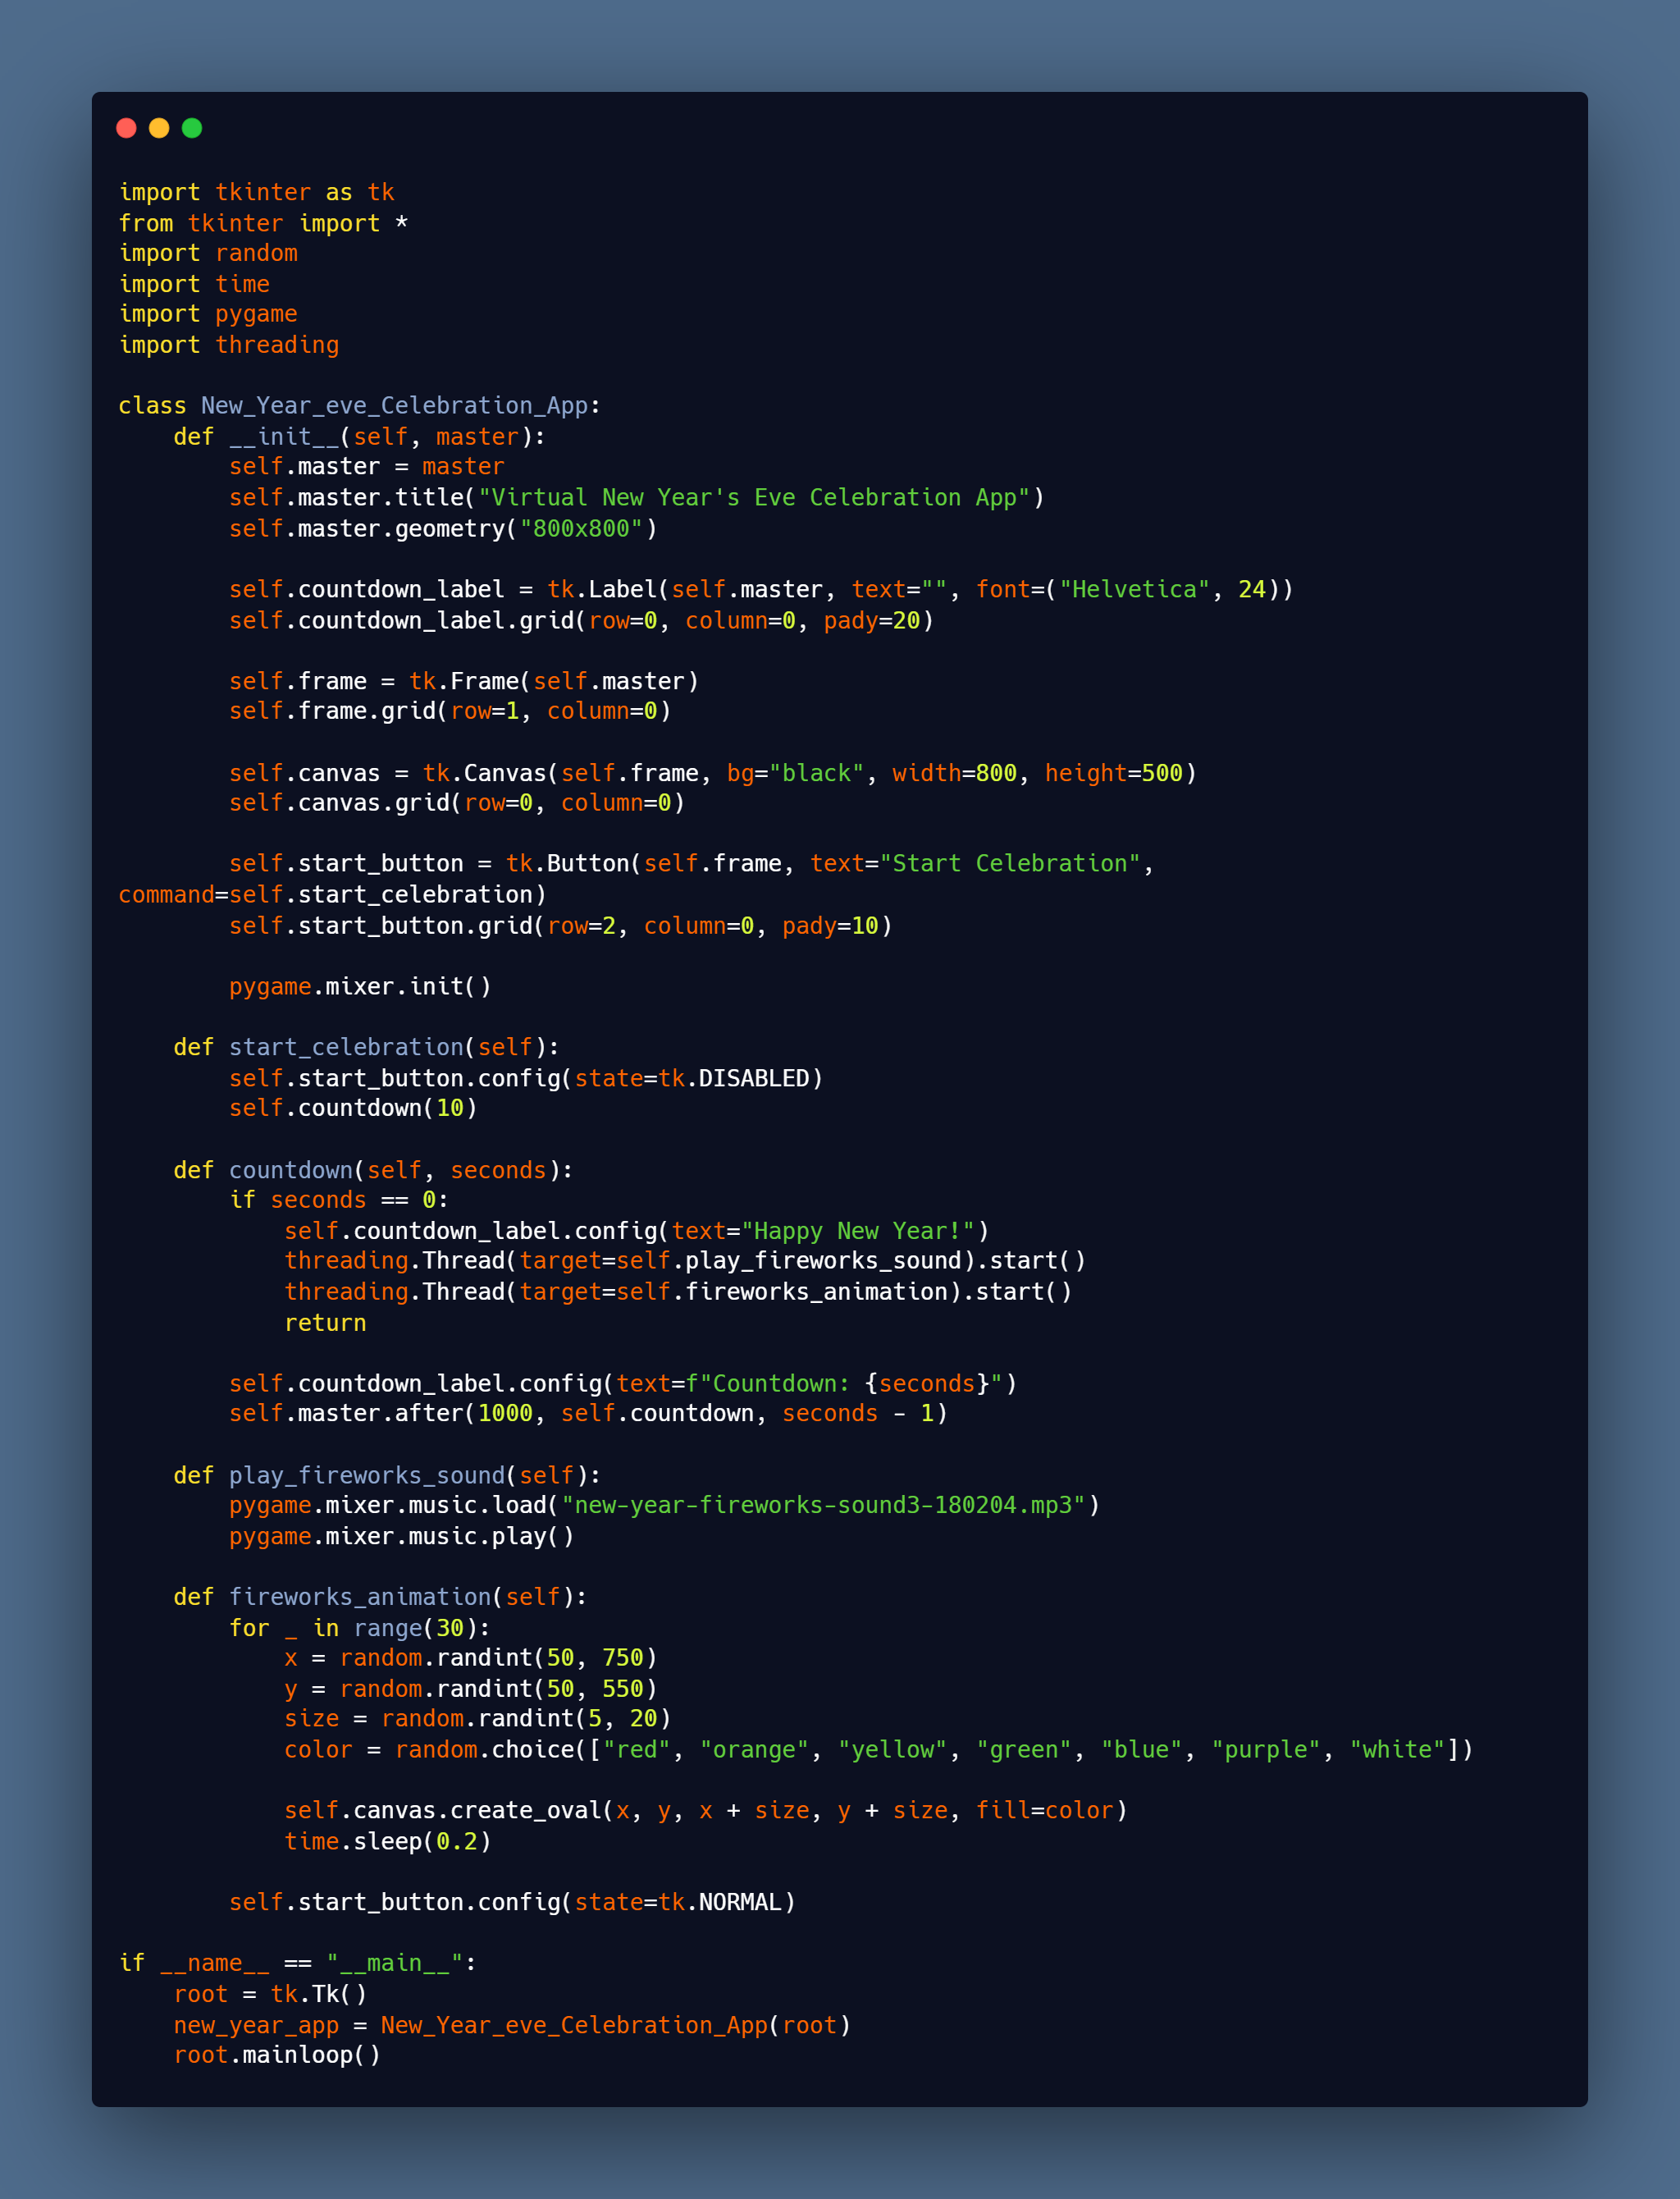 import tkinter as tk
from tkinter import *
import random
import time
import pygame
import threading

class New_Year_eve_Celebration_App:
    def __init__(self, master):
        self.master = master
        self.master.title("Virtual New Year's Eve Celebration App")
        self.master.geometry("800x800")

        self.countdown_label = tk.Label(self.master, text="", font=("Helvetica", 24))
        self.countdown_label.grid(row=0, column=0, pady=20)

        self.frame = tk.Frame(self.master)
        self.frame.grid(row=1, column=0)

        self.canvas = tk.Canvas(self.frame, bg="black", width=800, height=500)
        self.canvas.grid(row=0, column=0)

        self.start_button = tk.Button(self.frame, text="Start Celebration",
command=self.start_celebration)
        self.start_button.grid(row=2, column=0, pady=10)

        pygame.mixer.init()

    def start_celebration(self):
        self.start_button.config(state=tk.DISABLED)
        self.countdown(10)

    def countdown(self, seconds):
        if seconds == 0:
            self.countdown_label.config(text="Happy New Year!")
            threading.Thread(target=self.play_fireworks_sound).start()
            threading.Thread(target=self.fireworks_animation).start()
            return

        self.countdown_label.config(text=f"Countdown: {seconds}")
        self.master.after(1000, self.countdown, seconds - 1)

    def play_fireworks_sound(self):
        pygame.mixer.music.load("new-year-fireworks-sound3-180204.mp3")
        pygame.mixer.music.play()

    def fireworks_animation(self):
        for _ in range(30):
            x = random.randint(50, 750)
            y = random.randint(50, 550)
            size = random.randint(5, 20)
            color = random.choice(["red", "orange", "yellow", "green", "blue", "purple", "white"])

            self.canvas.create_oval(x, y, x + size, y + size, fill=color)
            time.sleep(0.2)

        self.start_button.config(state=tk.NORMAL)

if __name__ == "__main__":
    root = tk.Tk()
    new_year_app = New_Year_eve_Celebration_App(root)
    root.mainloop()